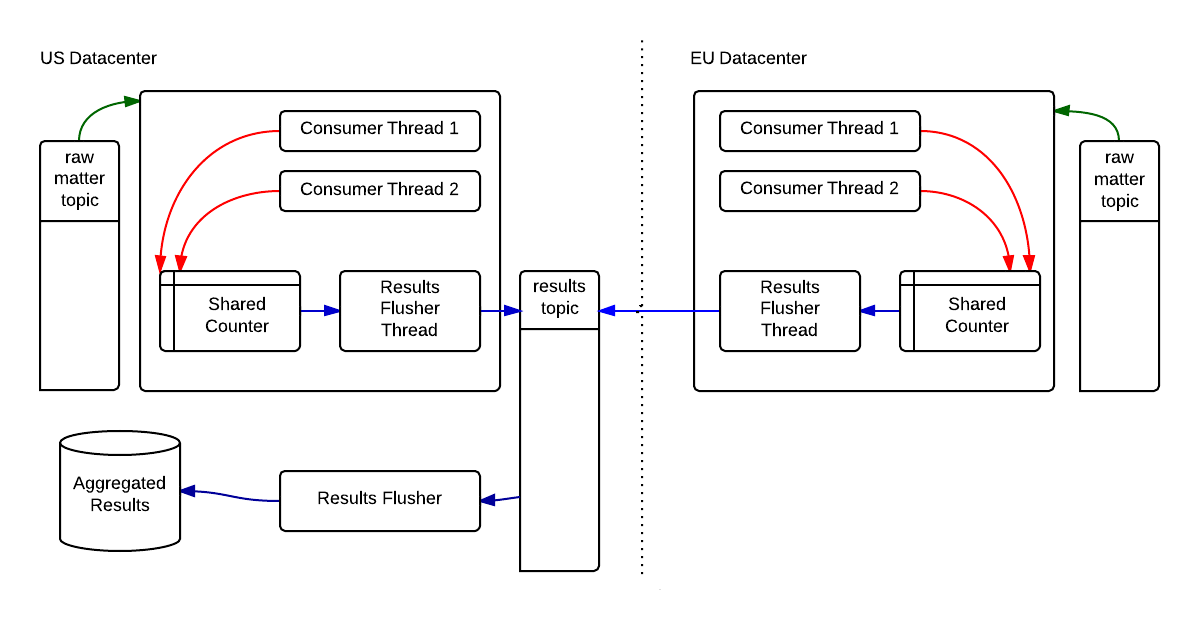 US Datacenter
raw
matter
topic
Consumer Thread 1
Consumer Thread 2
Shared
Counter
Results
Flusher
Thread
results
topic
Aggregated
Results
Results Flusher
EU Datacenter
Consumer Thread 1
Consumer Thread 2
Results
Flusher
Thread
Shared
Counter
raw
matter
topic